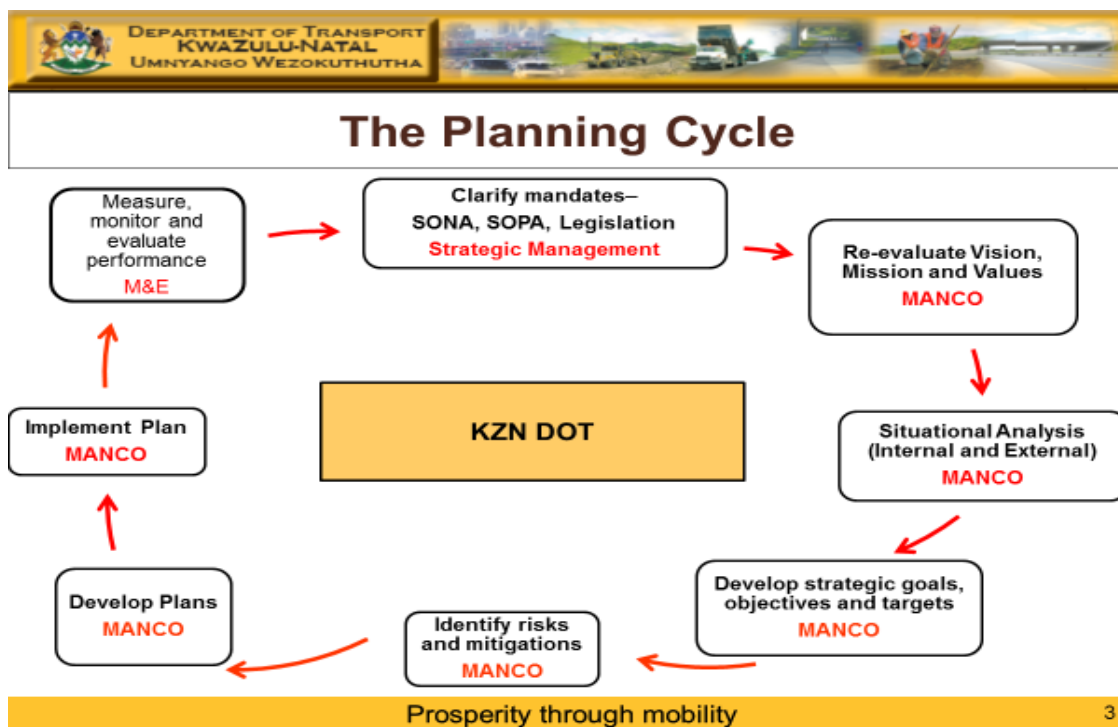 DEPARTMENT OF TRANSPORT
KWAZULU-NATAL
UMNYANGO WEZOKUTHUTHA
The Planning Cycle
Measure,
monitor and
evaluate
performance
M&E
Clarify mandates–
SONA, SOPA, Legislation
Strategic Management
Re-evaluate Vision,
Mission and Values
MANCO
Situational Analysis
(Internal and External)
MANCO
Develop strategic goals,
objectives and targets
MANCO
Identify risks
and mitigations
MANCO
Develop Plans
MANCO
Implement Plan
MANCO
KZN DOT
Prosperity through mobility
3